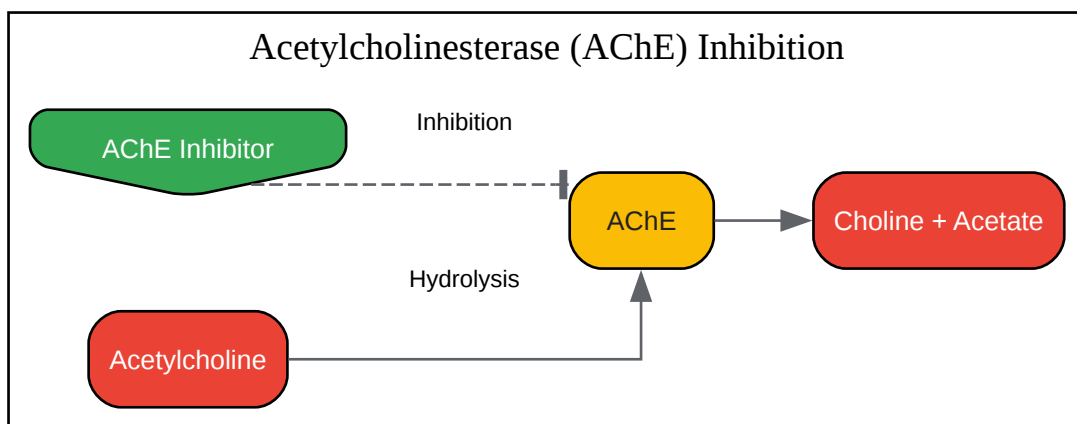 Acetylcholinesterase (AChE) Inhibition
Inhibition
AChE Inhibitor
AChE
Choline + Acetate
Hydrolysis
Acetylcholine